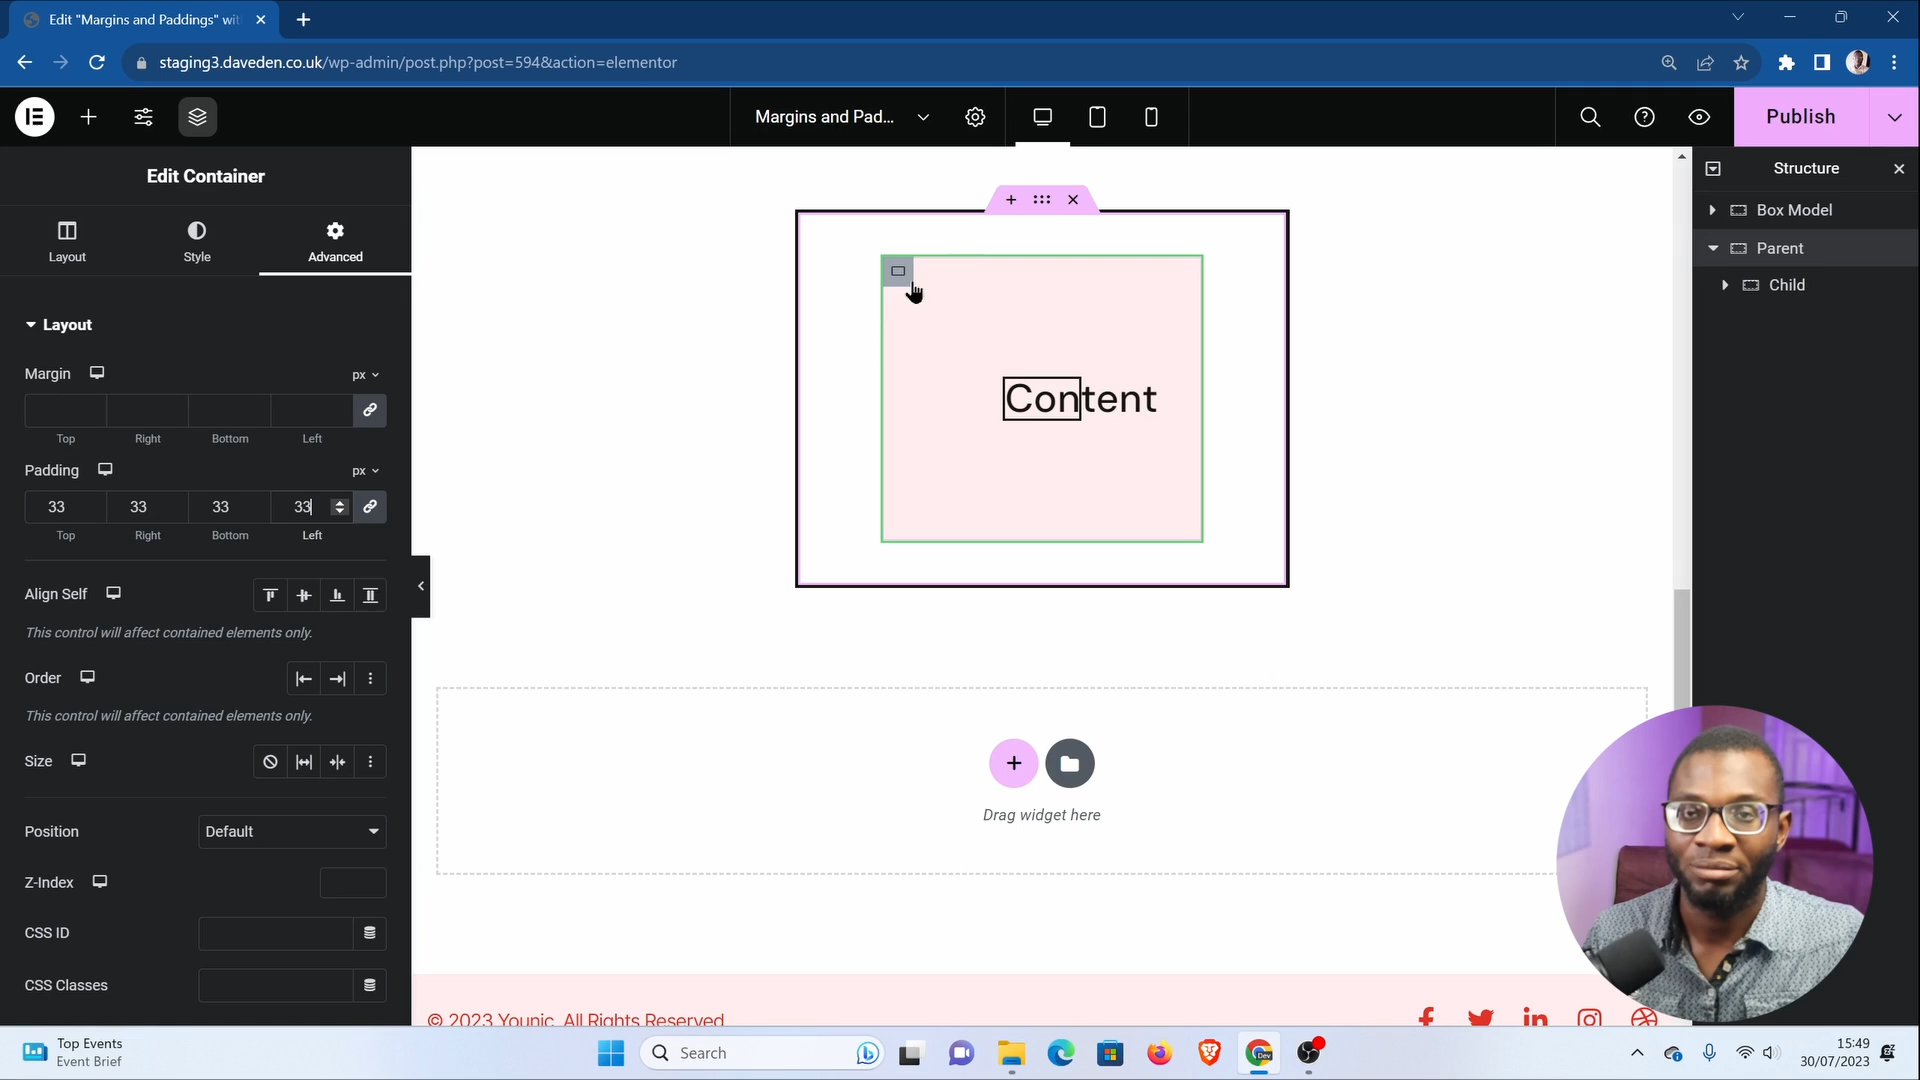 Edit "Margins and Paddings" wit
staging3.daveden.co.uk/wp-admin/post.php?post=594&action=elementor
Margins and Pad...
Publish
Edit Container
Structure
Layout
Style
Advanced
Box Model
Parent
Child
Layout
Margin
px
Top
Right
Bottom
Left
Padding
px
33
33
33
33
Top
Right
Bottom
Left
Content
Align Self
This control will affect contained elements only.
Order
This control will affect contained elements only.
Size
Position
Default
Z-Index
CSS ID
CSS Classes
Drag widget here
© 2023 Younic. All Rights Reserved
Top Events
Event Brief
Search
Dev
15:49
30/07/2023